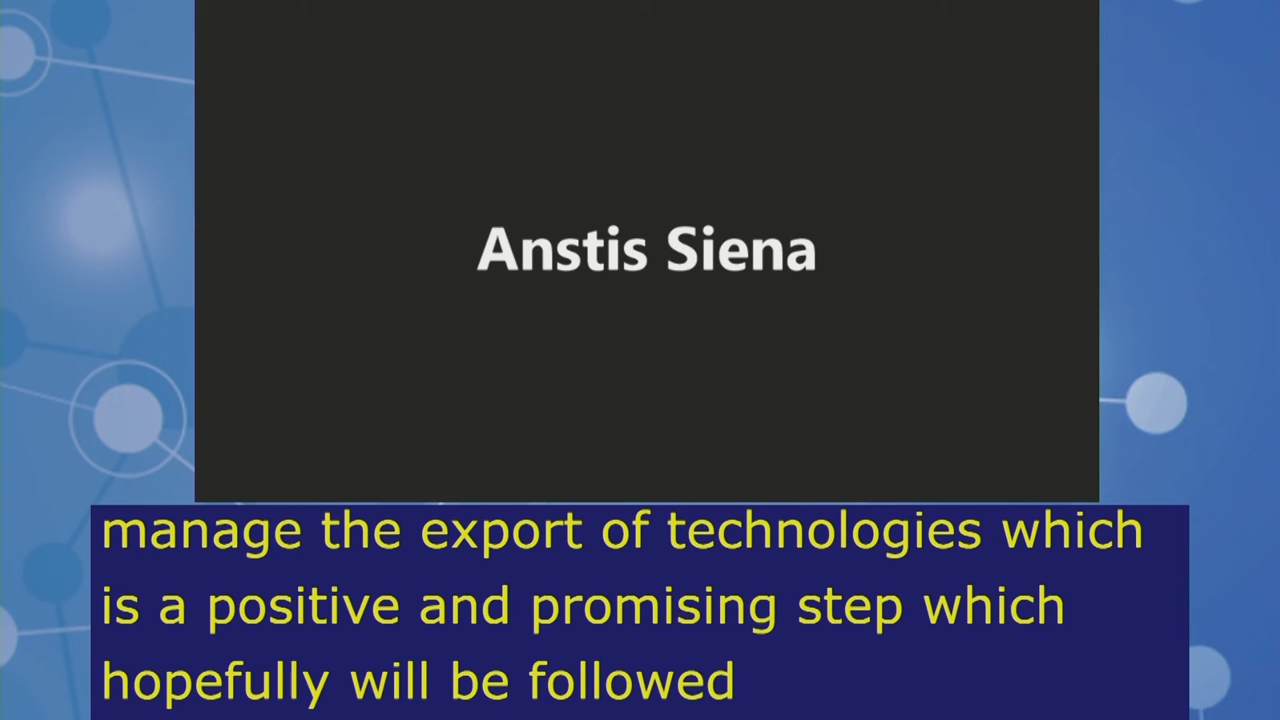 Anstis Siena
manage the export of technologies which
is a positive and promising step which
hopefully will be followed